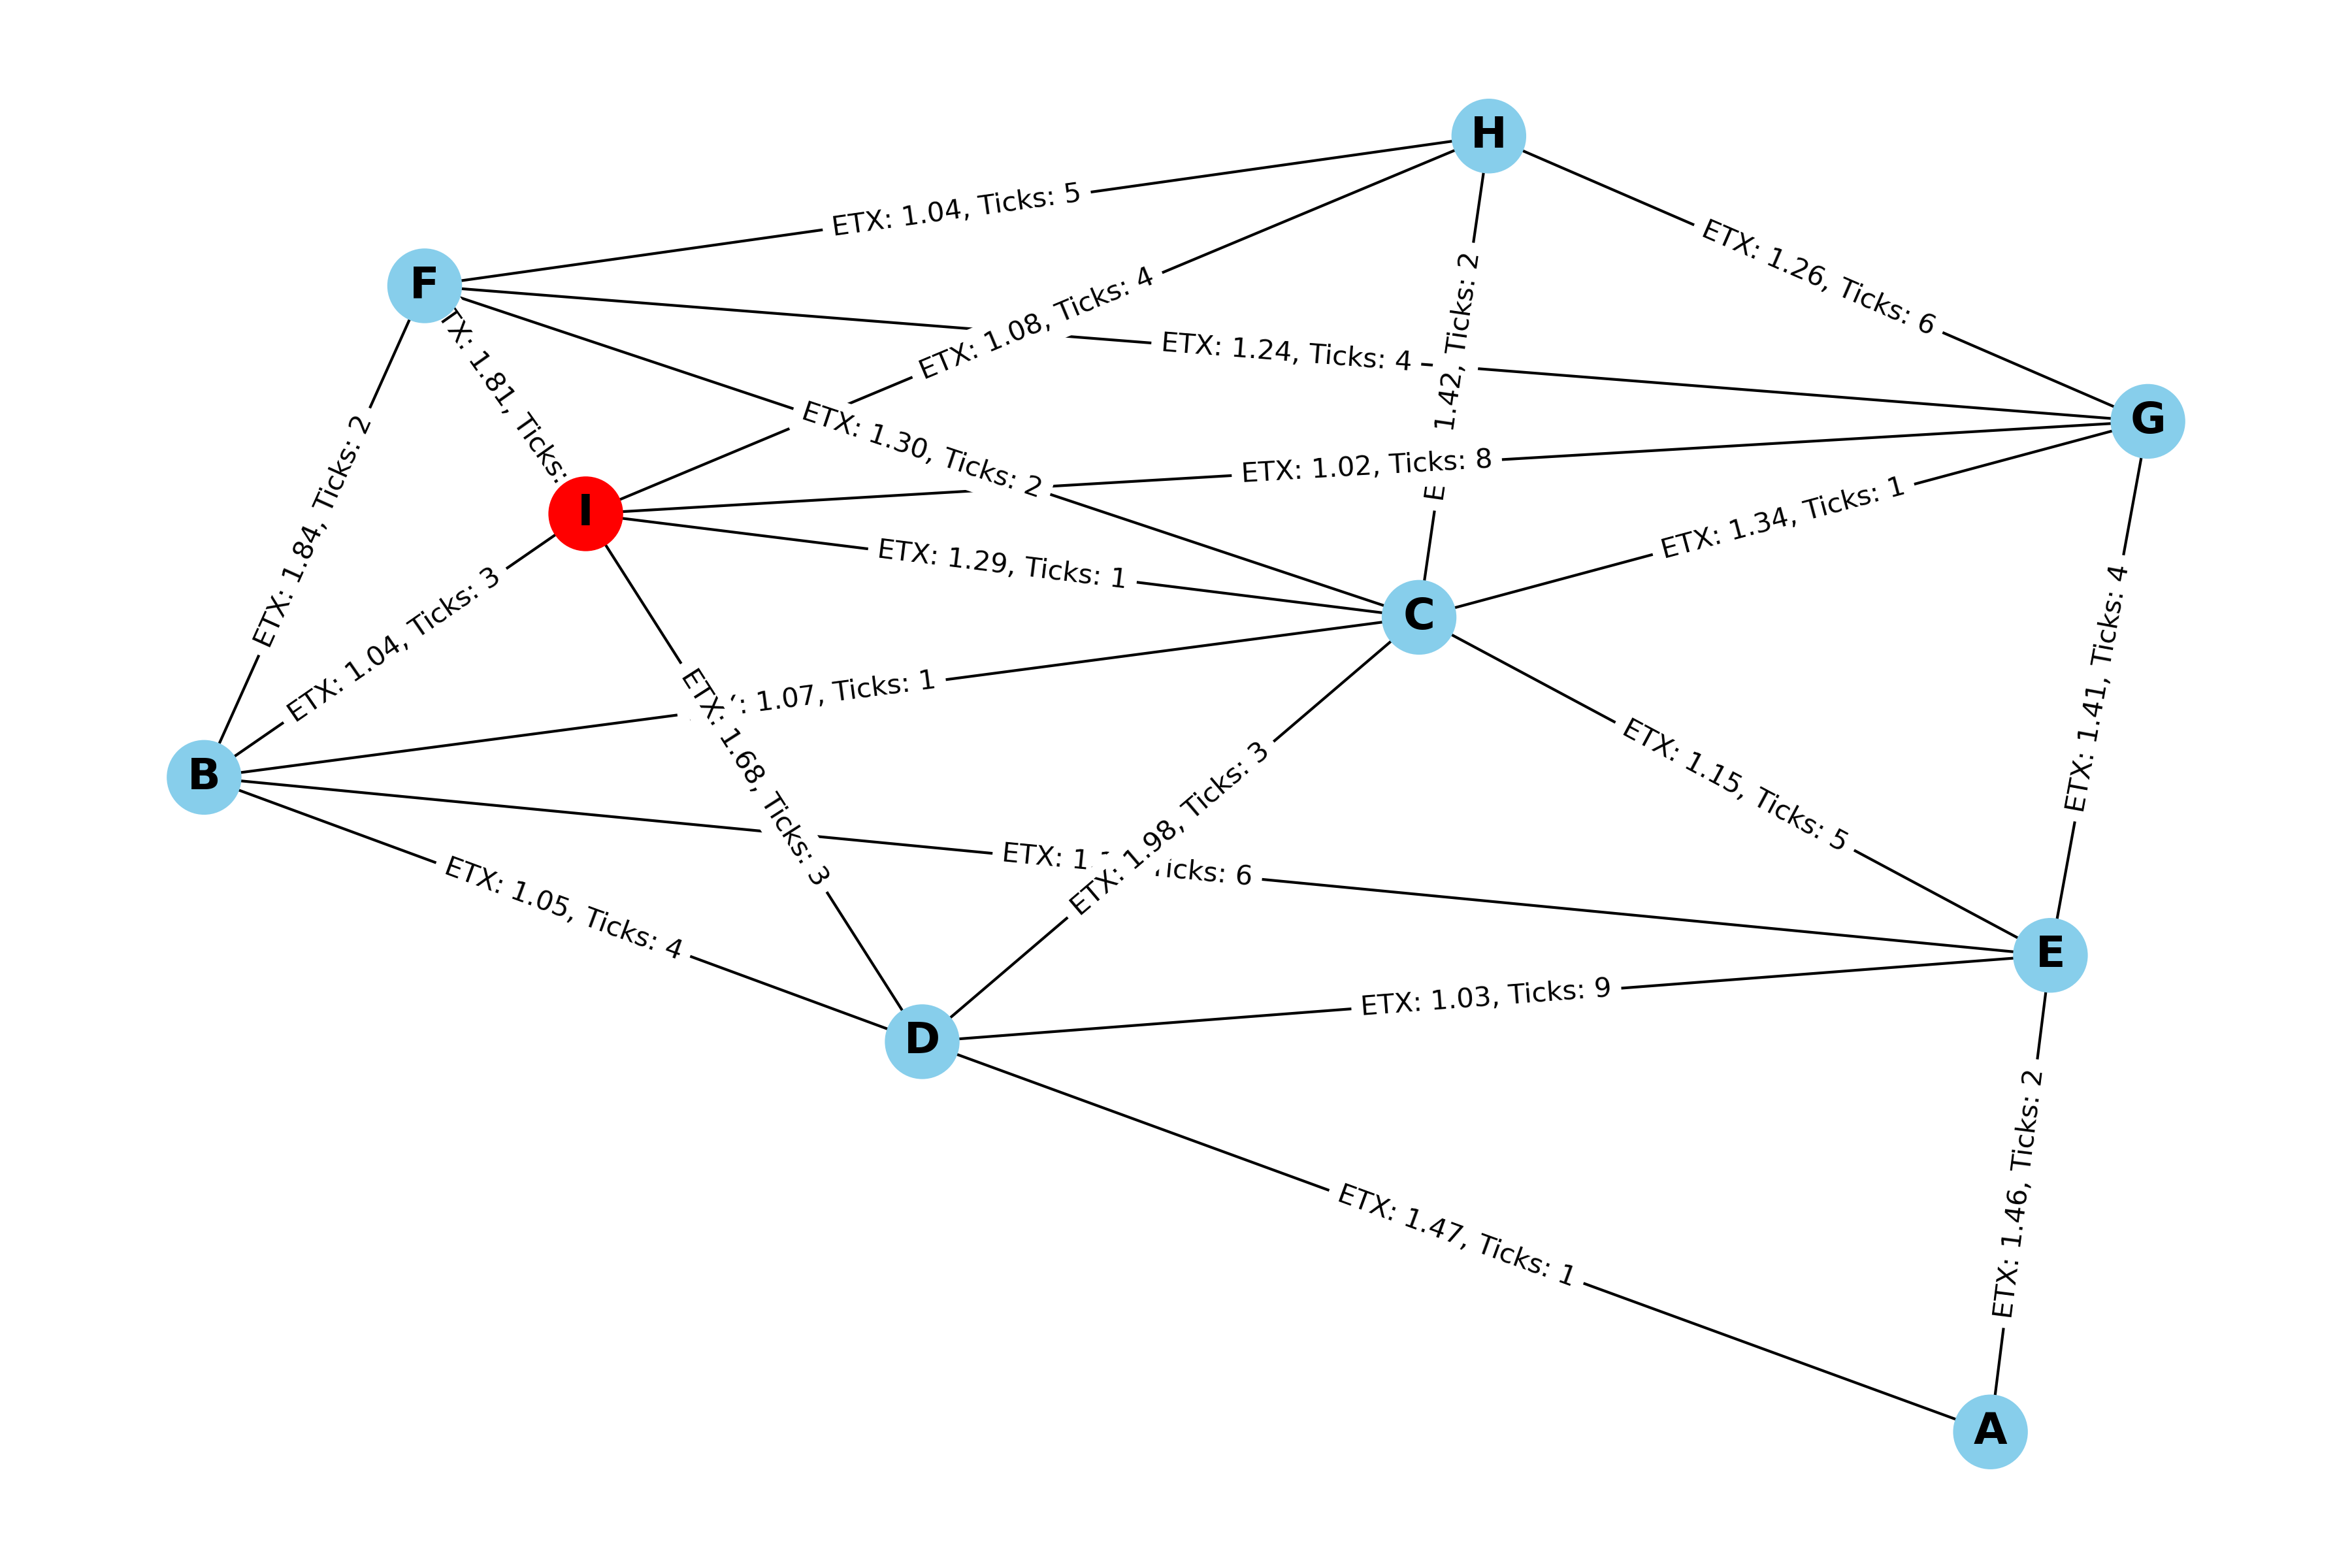 H
ETX: 1.04, Ticks: 5
ETX: 1.26, Ticks: 6
F
ETX: 1.08, Ticks: 4
ETX: 1.42, Ticks: 2
ETX: 1.24, Ticks: 4
1.81, Ticks:
G
ETX: 1.30, Ticks: 2
ETX: 1.02, Ticks: 8
I
ETX: 1.84, Ticks: 2
ETX: 1.34, Ticks: 1
ETX: 1.29, Ticks: 1
C
ETX: 1.04, Ticks: 3
ETX: 1.41, Ticks: 4
1.07, Ticks: 1
ETX: 1.68, Ticks: 3
B
ETX: 1.15, Ticks: 5
ETX: 1.98, Ticks: 3
ETX: Ticks: 6
ETX: 1.05, Ticks: 4
E
ETX: 1.03, Ticks: 9
D
ETX: 1.46, Ticks: 2
ETX: 1.47, Ticks: 1
A